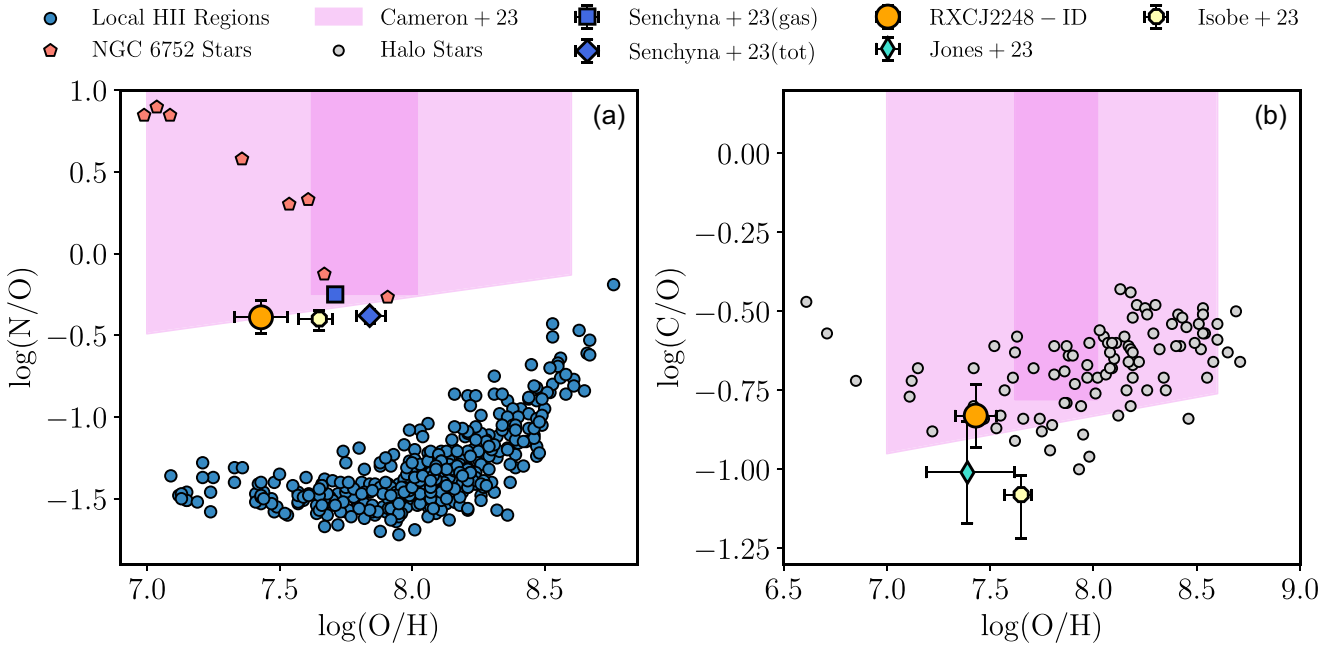 Local HII Regions Cameron + 23 Senchyna + 23(gas) RXCJ2248 − ID Isobe + 23
NGC 6752 Stars Halo Stars Senchyna + 23(tot) Jones + 23
(a)
log(N/O)
1.0
0.5
0.0
−0.5
−1.0
−1.5
7.0 7.5 8.0 8.5
log(O/H)
(b)
log(C/O)
0.00
−0.25
−0.50
−0.75
−1.00
−1.25
6.5 7.0 7.5 8.0 8.5 9.0
log(O/H)